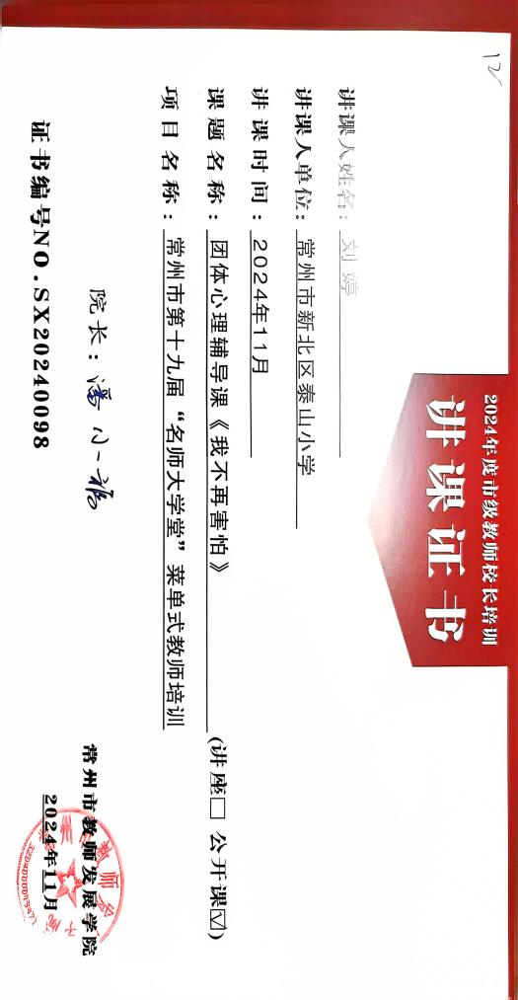 12
2024年度市级教师校长培训
讲课证书
讲课人姓名：刘婷
讲课人单位：常州市新北区泰山小学
讲课时间：2024年11月
课题名称：团体心理辅导课《我不再害怕》 (讲座□ 公开课☑)
项目名称：常州市第十九届“名师大学堂”菜单式教师培训
院长：潘小福
常州市教师发展学院
2024年11月
证书编号NO.SX20240098